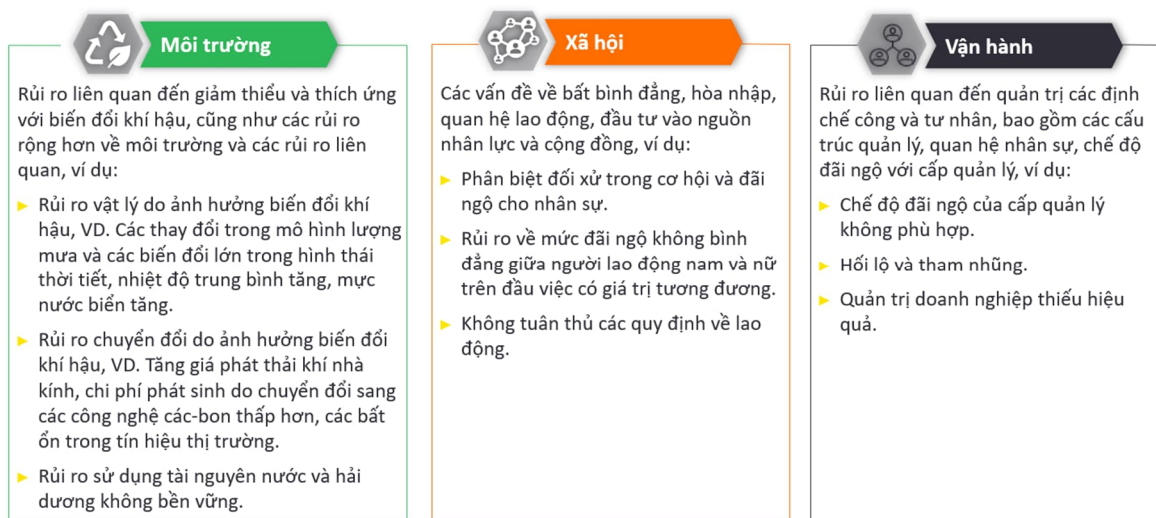 Môi trường
Rủi ro liên quan đến giảm thiểu và thích ứng
với biến đổi khí hậu, cũng như các rủi ro
rộng hơn về môi trường và các rủi ro liên
quan, ví dụ:
Rủi ro vật lý do ảnh hưởng biến đổi khí
hậu, VD. Các thay đổi trong mô hình lượng
mưa và các biến đổi lớn trong hình thái
thời tiết, nhiệt độ trung bình tăng, mực
nước biển tăng.
Rủi ro chuyển đổi do ảnh hưởng biến đổi
khí hậu, VD. Tăng giá phát thải khí nhà
kính, chi phí phát sinh do chuyển đổi sang
các công nghệ các-bon thấp hơn, các bất
ổn trong tín hiệu thị trường.
Rủi ro sử dụng tài nguyên nước và hải
dương không bền vững.
Xã hội
Các vấn đề về bất bình đẳng, hòa nhập,
quan hệ lao động, đầu tư vào nguồn
nhân lực và cộng đồng, ví dụ:
Phân biệt đối xử trong cơ hội và đãi
ngộ cho nhân sự.
Rủi ro về mức đãi ngộ không bình
đẳng giữa người lao động nam và nữ
trên đầu việc có giá trị tương đương.
Không tuân thủ các quy định về lao
động.
Vận hành
Rủi ro liên quan đến quản trị các định
chế công và tư nhân, bao gồm các cấu
trúc quản lý, quan hệ nhân sự, chế độ
đãi ngộ với cấp quản lý, ví dụ:
Chế độ đãi ngộ của cấp quản lý
không phù hợp.
Hối lộ và tham nhũng.
Quản trị doanh nghiệp thiếu hiệu
quả.